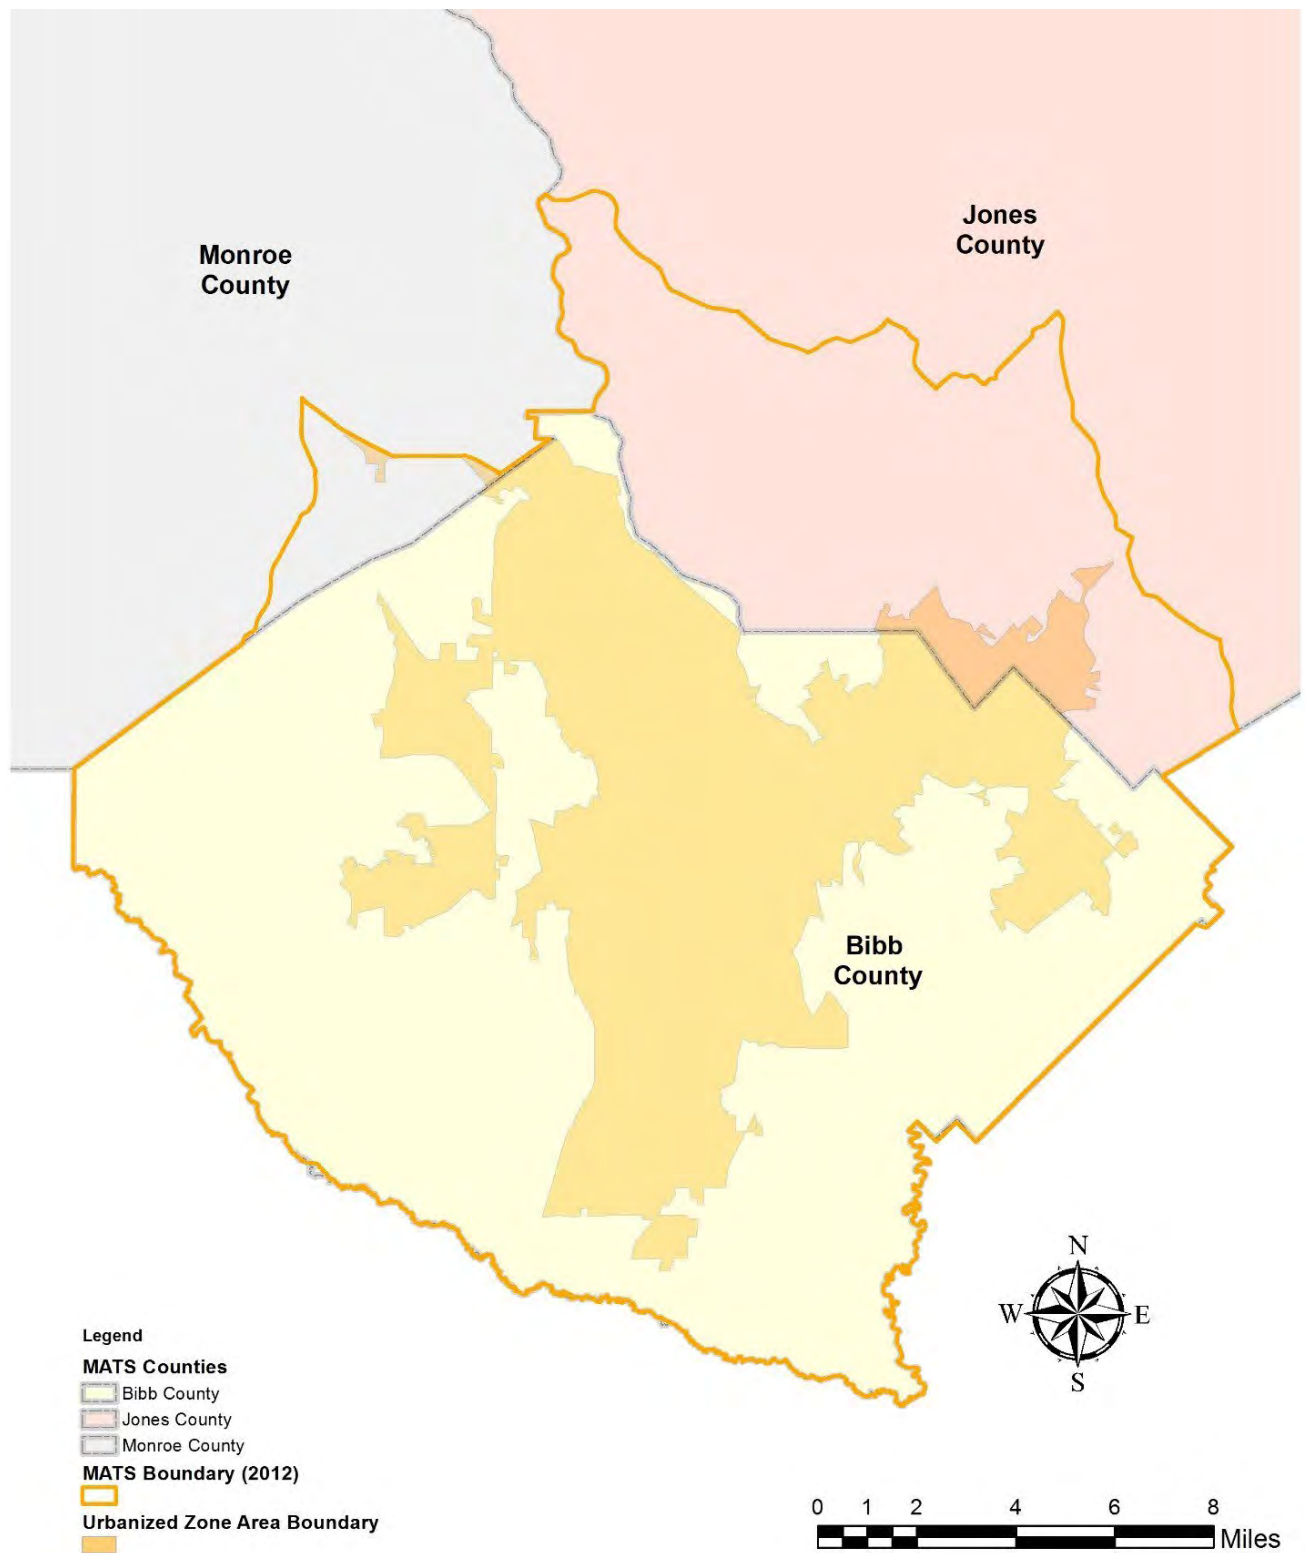 Jones
County
Monroe
County
Bibb
County
N
W E
S
Legend
MATS Counties
Bibb County
Jones County
Monroe County
MATS Boundary (2012)
Urbanized Zone Area Boundary
0 1 2 4 6 8
Miles